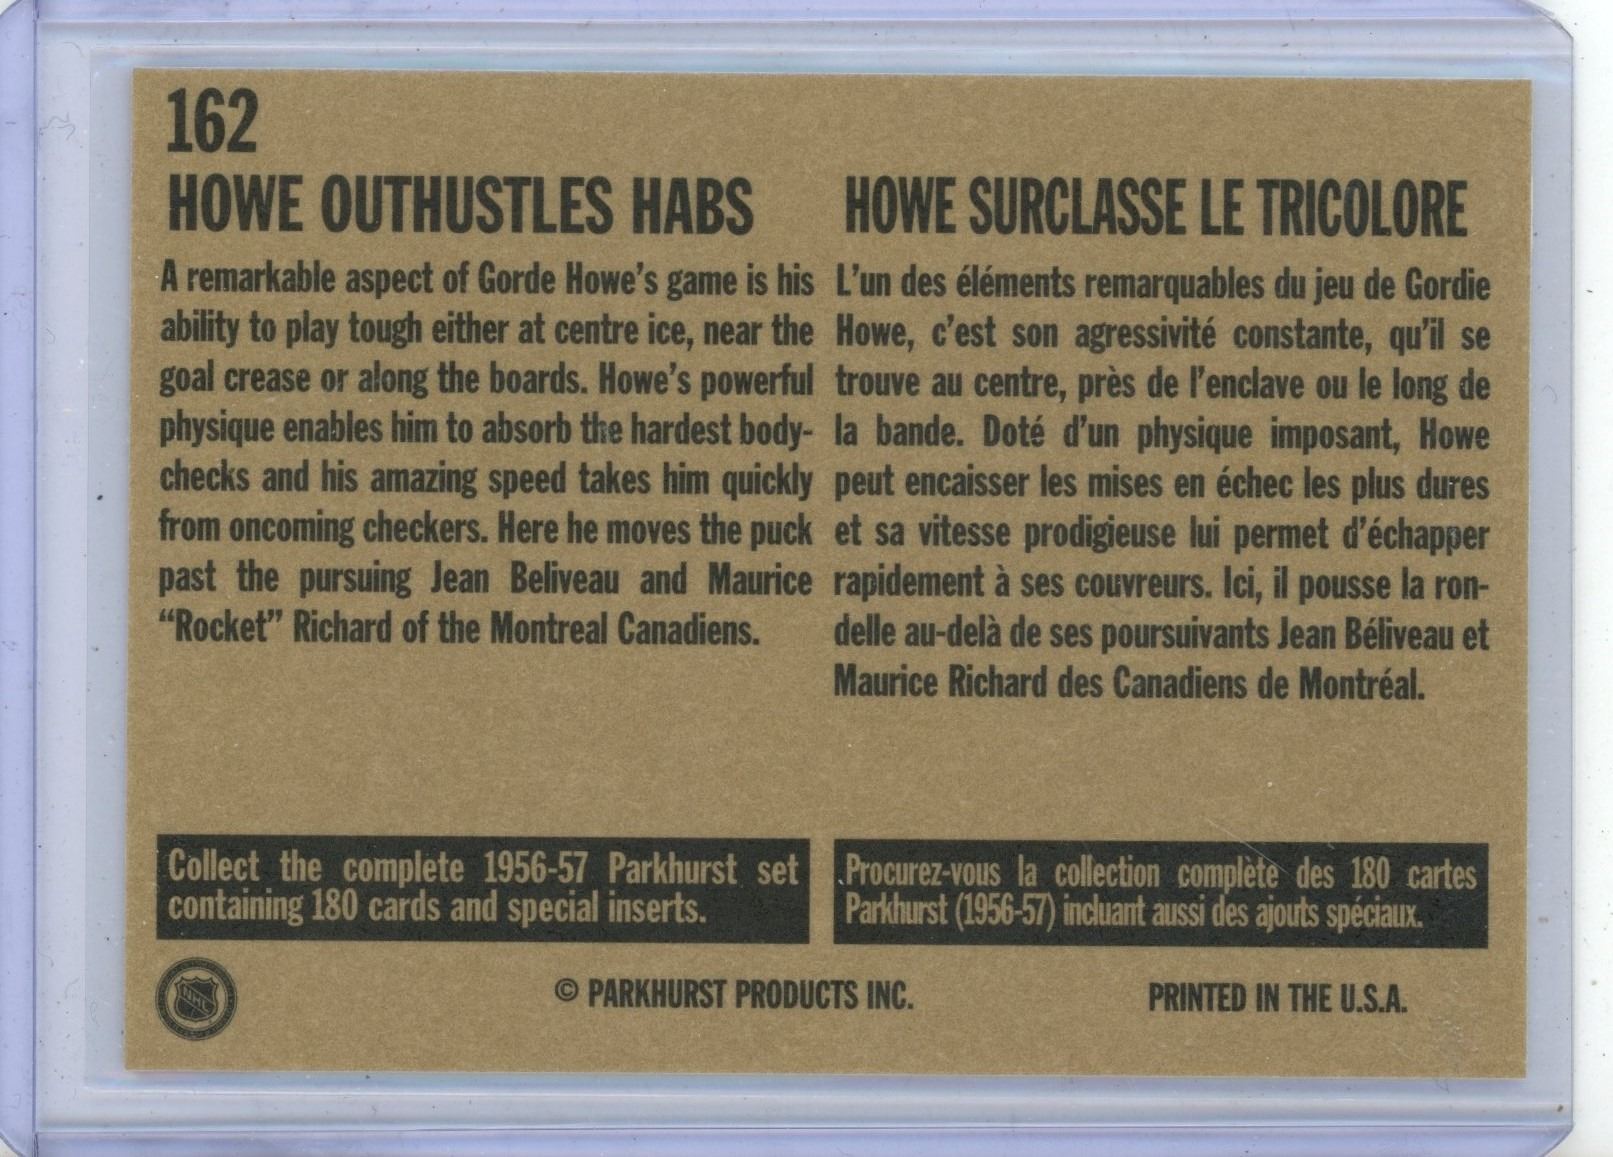 162
HOWE OUTHUSTLES HABS
A remarkable aspect of Gorde Howe's game is his
ability to play tough either at centre ice, near the
goal crease or along the boards. Howe's powerful
physique enables him to absorb the hardest body-
checks and his amazing speed takes him quickly
from oncoming checkers. Here he moves the puck
past the pursuing Jean Beliveau and Maurice
“Rocket” Richard of the Montreal Canadiens.
HOWE SURCLASSE LE TRICOLORE
L'un des éléments remarquables du jeu de Gordie
Howe, c'est son agressivité constante, qu'il se
trouve au centre, près de l'enclave ou le long de
la bande. Doté d'un physique imposant, Howe
peut encaisser les mises en échec les plus dures
et sa vitesse prodigieuse lui permet d'échapper
rapidement à ses couvreurs. Ici, il pousse la ron-
delle au-delà de ses poursuivants Jean Béliveau et
Maurice Richard des Canadiens de Montréal.
Collect the complete 1956-57 Parkhurst set
containing 180 cards and special inserts.
Procurez-vous la collection complète des 180 cartes
Parkhurst (1956-57) incluant aussi des ajouts spéciaux.
NHL
© PARKHURST PRODUCTS INC.
PRINTED IN THE U.S.A.